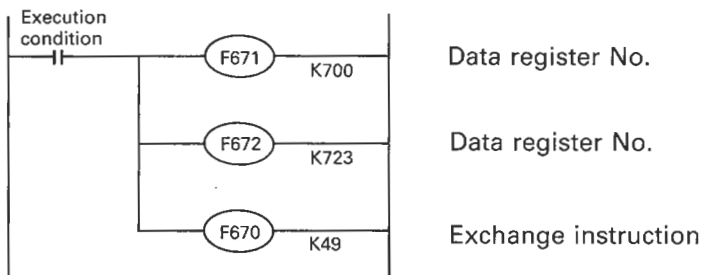 Execution
condition
F671
K700
Data register No.
F672
K723
Data register No.
F670
K49
Exchange instruction